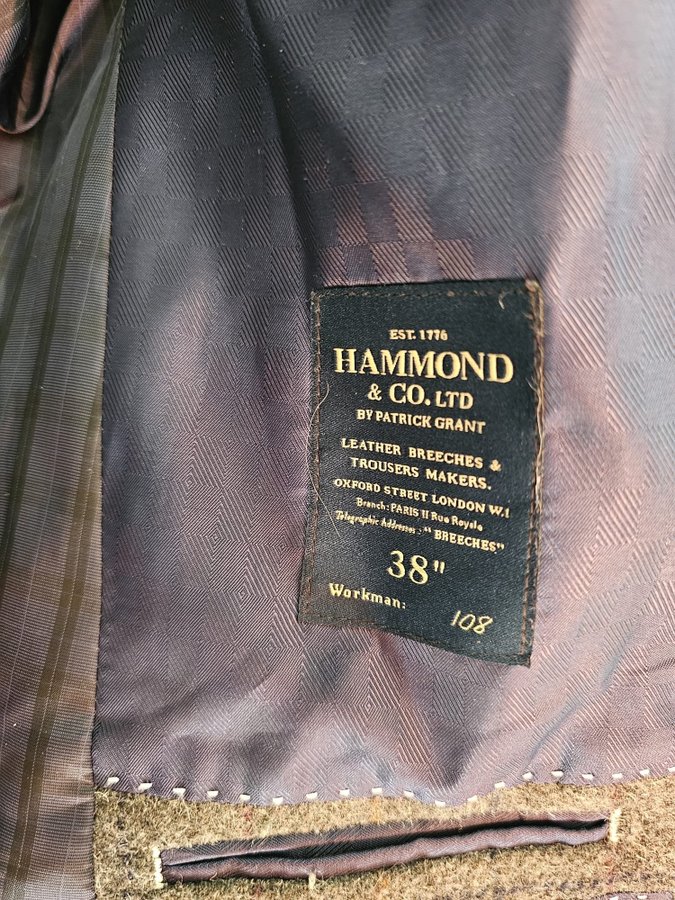 EST. 1776
HAMMOND
& CO. LTD
BY PATRICK GRANT
LEATHER BREECHES &
TROUSERS MAKERS.
OXFORD STREET LONDON W.1
Branch: PARIS 11 Rue Royale
Telegraphic Addresses: "BREECHES"
38"
Workman: 108